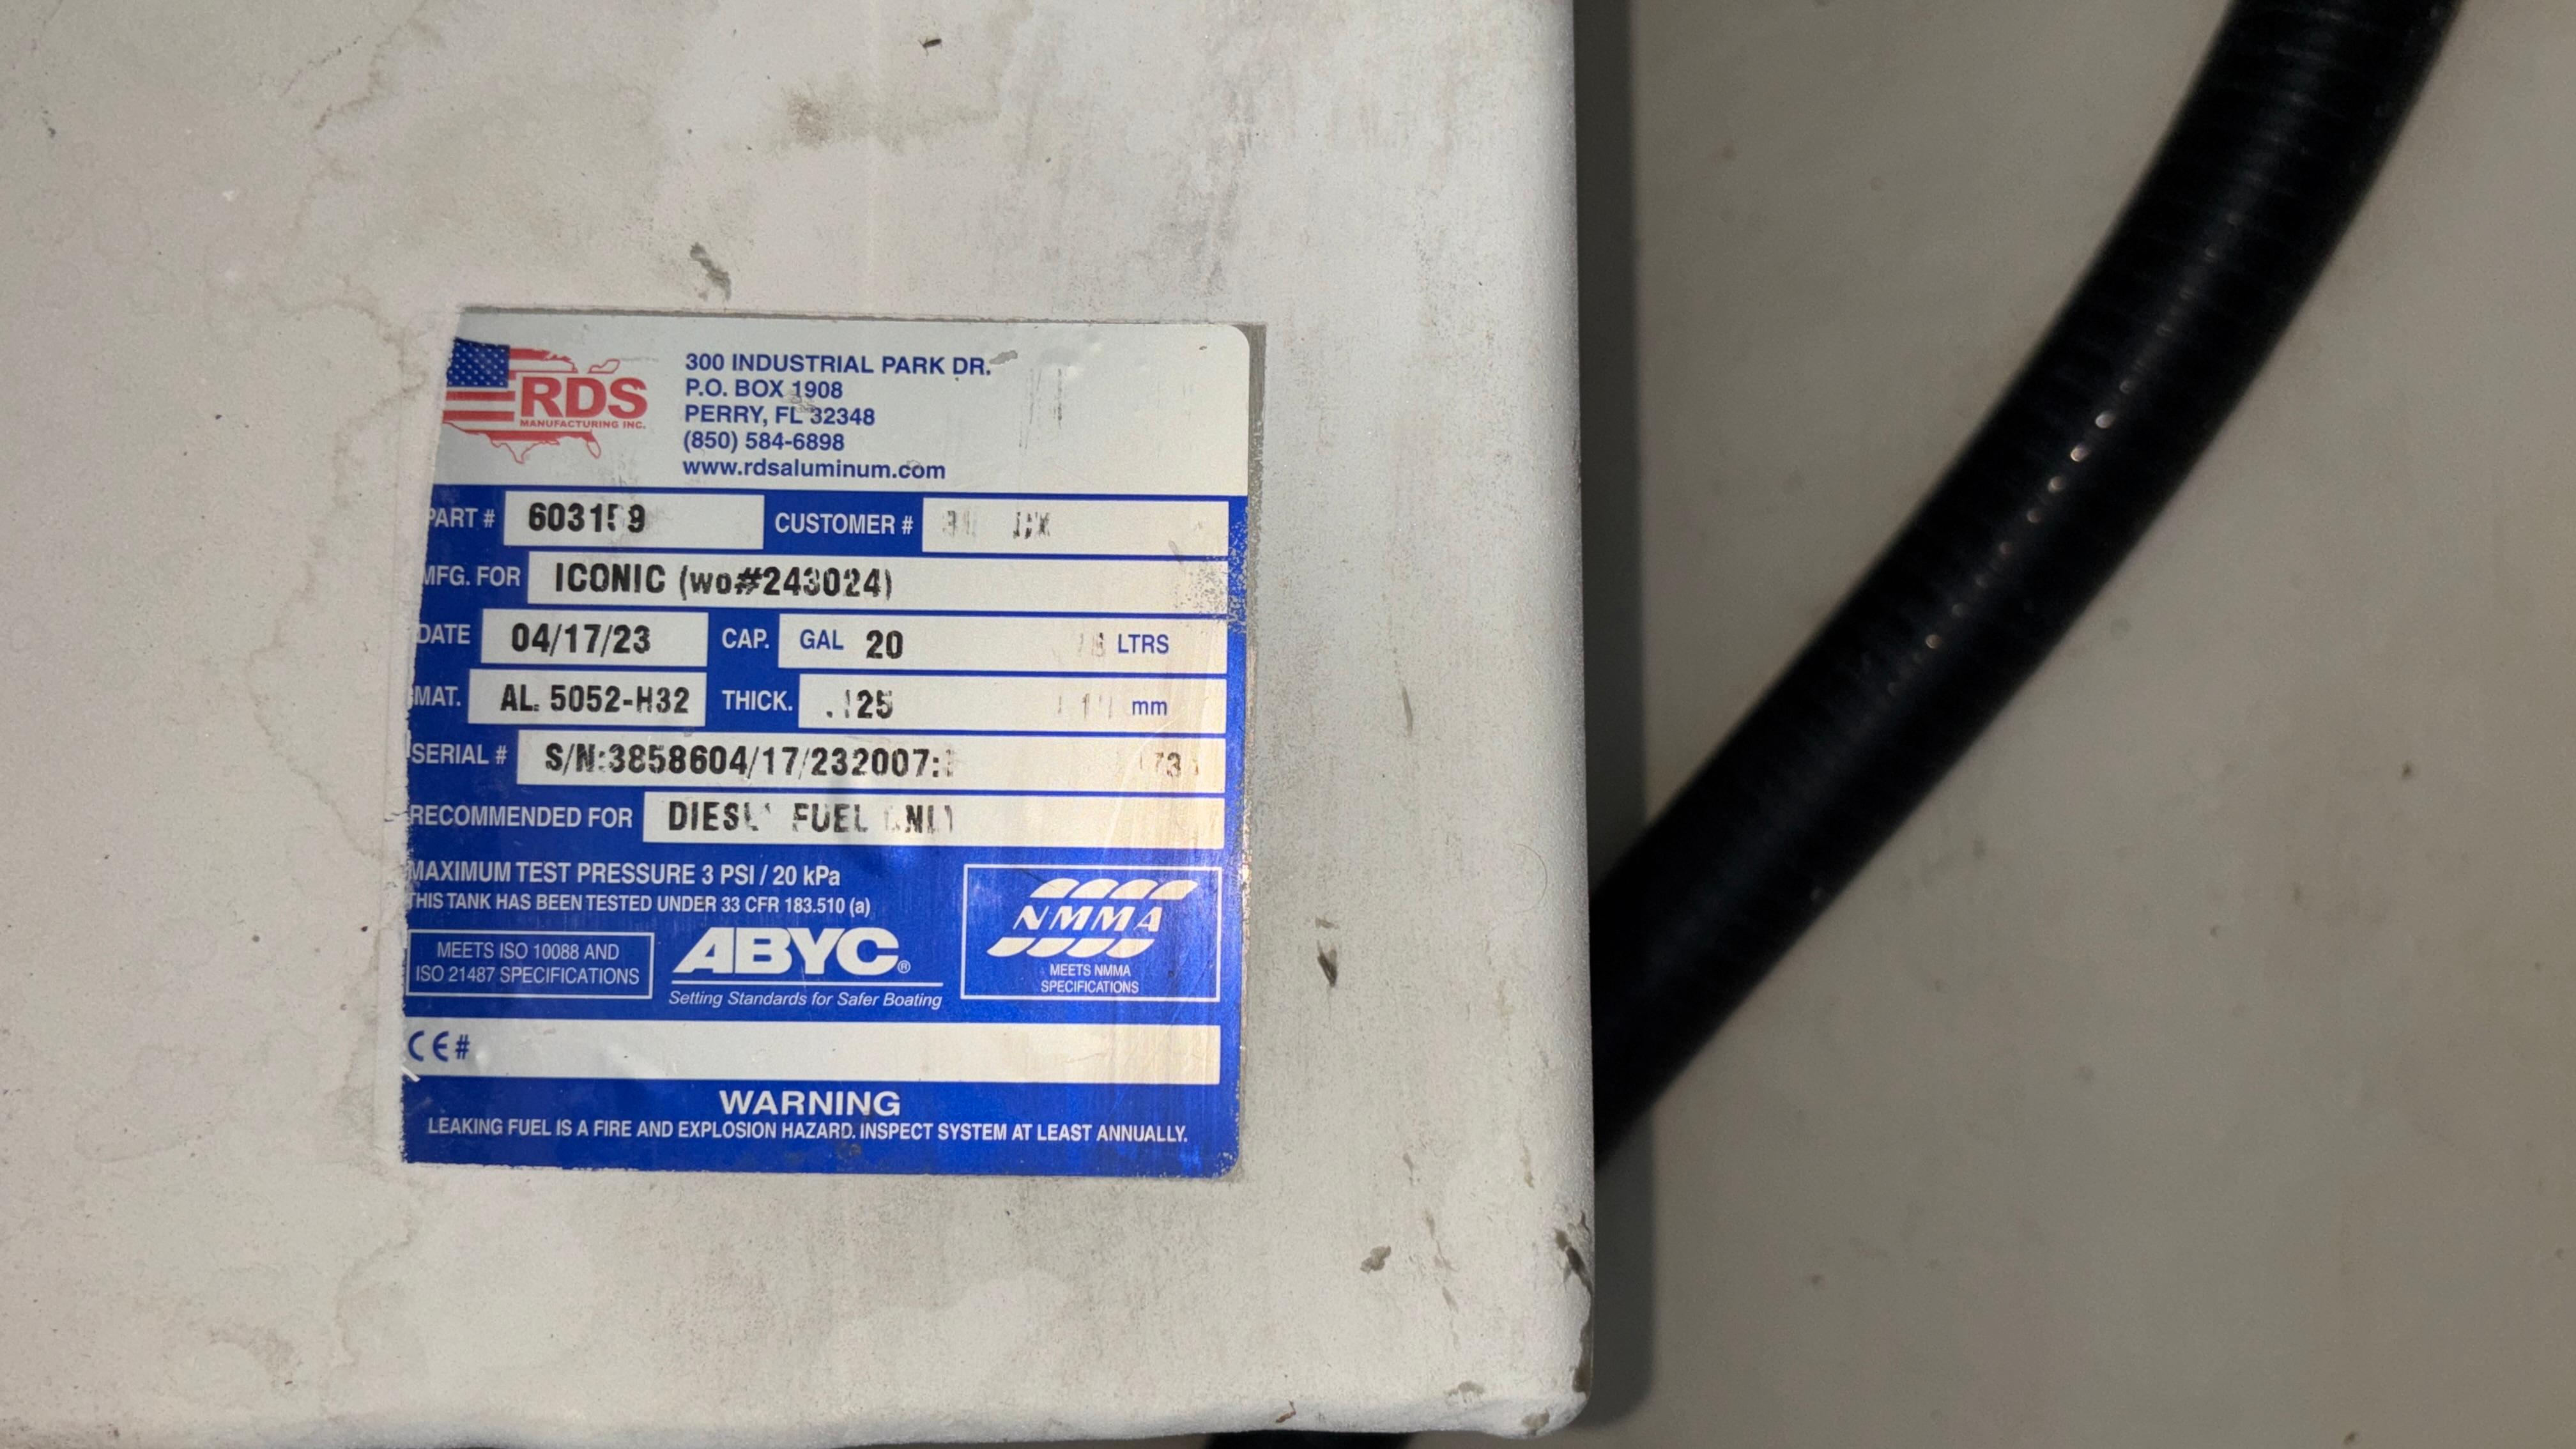 RDS
MANUFACTURING INC.
300 INDUSTRIAL PARK DR.
P.O. BOX 1908
PERRY, FL 32348
(850) 584-6898
www.rdsaluminum.com
PART # CUSTOMER #
MFG. FOR ICONIC (wo#243024)
DATE 04/17/23 CAP. GAL 20 LTRS
MAT. AL. 5052-H32 THICK. .125 mm
SERIAL #
RECOMMENDED FOR DIESEL FUEL ONLY
MAXIMUM TEST PRESSURE 3 PSI / 20 kPa
THIS TANK HAS BEEN TESTED UNDER 33 CFR 183.510 (a)
MEETS ISO 10088 AND
ISO 21487 SPECIFICATIONS
ABYC®
Setting Standards for Safer Boating
NMMA
MEETS NMMA
SPECIFICATIONS
CE#
WARNING
LEAKING FUEL IS A FIRE AND EXPLOSION HAZARD. INSPECT SYSTEM AT LEAST ANNUALLY.